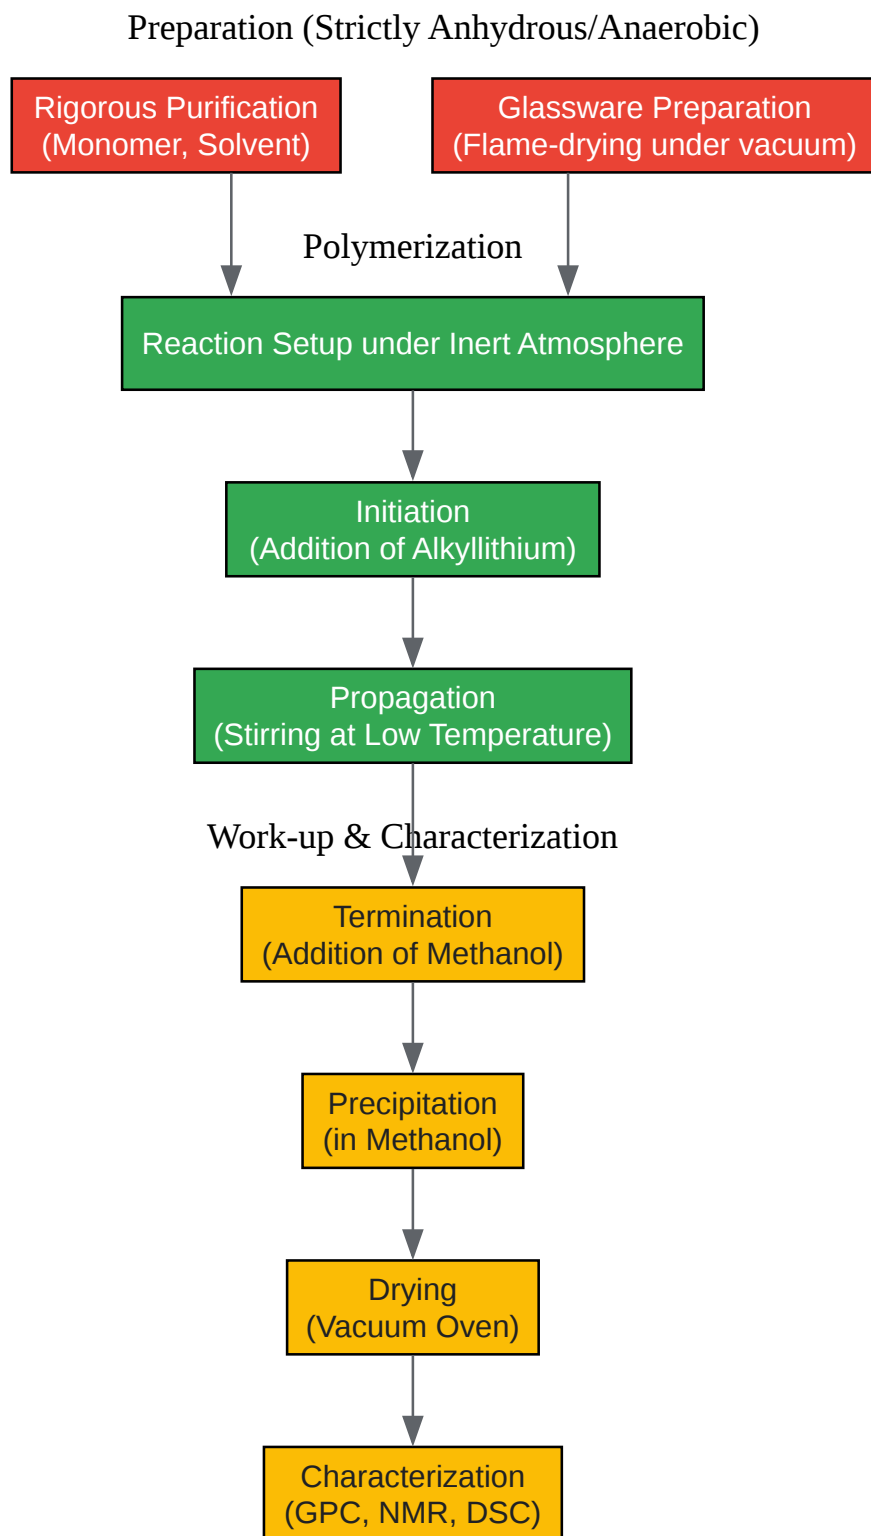 Preparation (Strictly Anhydrous/Anaerobic)
Rigorous Purification
(Monomer, Solvent)
Glassware Preparation
(Flame-drying under vacuum)
Polymerization
Reaction Setup under Inert Atmosphere
Initiation
(Addition of Alkyllithium)
Propagation
(Stirring at Low Temperature)
Work-up & Characterization
Termination
(Addition of Methanol)
Precipitation
(in Methanol)
Drying
(Vacuum Oven)
Characterization
(GPC, NMR, DSC)